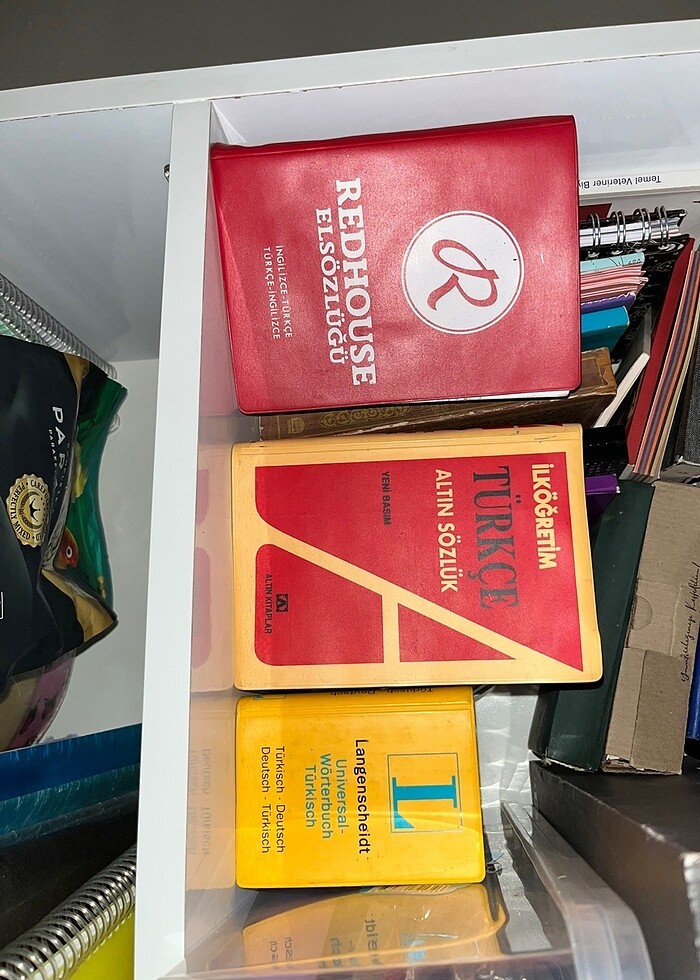 R
REDHOUSE
ELSÖZLÜĞÜ
İNGİLİZCE-TÜRKÇE
TÜRKÇE-İNGİLİZCE
İLKÖĞRETİM
TÜRKÇE
ALTIN SÖZLÜK
YENİ BASIM
ALTIN KİTAPLAR
L
Langenscheidt
Universal-
Wörterbuch
Türkisch
Türkisch - Deutsch
Deutsch - Türkisch
Temel Veteriner